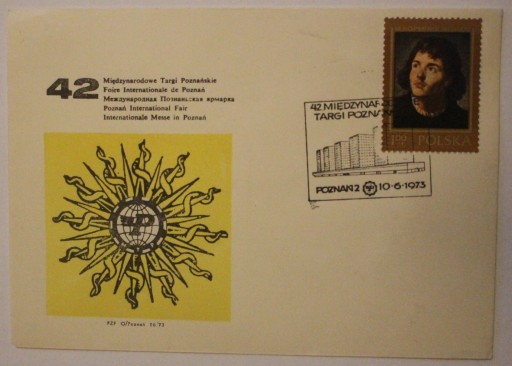 42
Międzynarodowe Targi Poznańskie
Foire Internationale de Poznań
Международная Познаньская ярмарка
Poznań International Fair
Internationale Messe in Poznań
42 MIĘDZYNARO
TARGI POZNA
POZNAŃ 2 10-6-1973
POLSKA